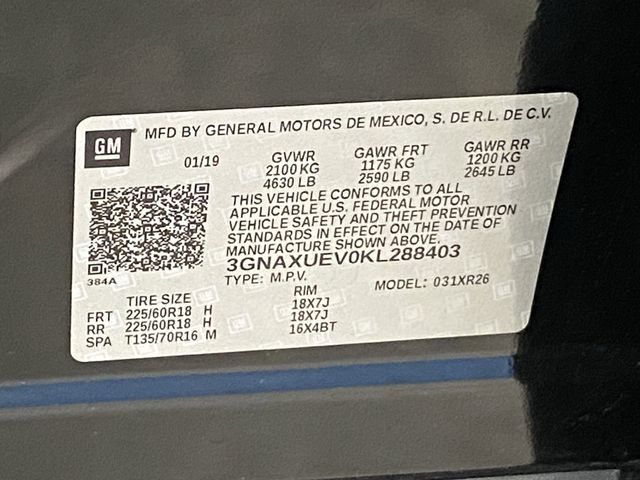 GM
MFD BY GENERAL MOTORS DE MEXICO, S. DE R.L. DE C.V.
01/19 GVWR GAWR FRT GAWR RR
2100 KG 1175 KG 1200 KG
4630 LB 2590 LB 2645 LB
THIS VEHICLE CONFORMS TO ALL
APPLICABLE U.S. FEDERAL MOTOR
VEHICLE SAFETY AND THEFT PREVENTION
STANDARDS IN EFFECT ON THE DATE OF
MANUFACTURE SHOWN ABOVE.
3GNAXUEV0KL288403
384A
TYPE: M.P.V. MODEL: 031XR26
TIRE SIZE RIM
FRT 225/60R18 H 18X7J
RR 225/60R18 H 18X7J
SPA T135/70R16 M 16X4BT